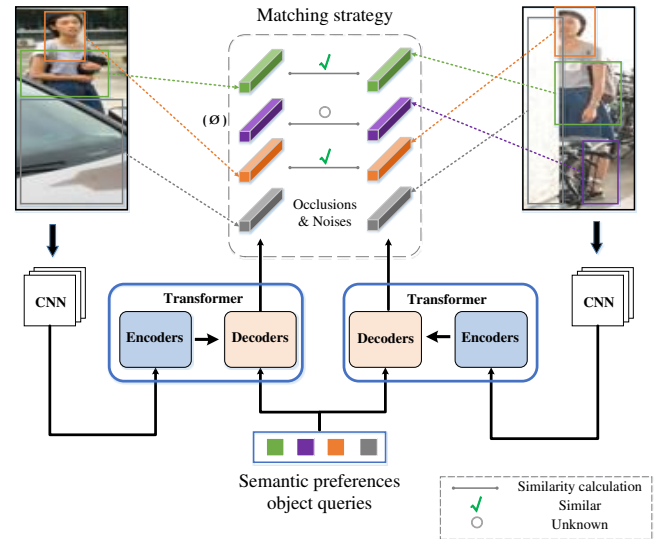 Matching strategy
(Ø)
Occlusions
& Noises
CNN
Transformer
Encoders
Decoders
Transformer
Decoders
Encoders
CNN
Semantic preferences
object queries
Similarity calculation
Similar
Unknown